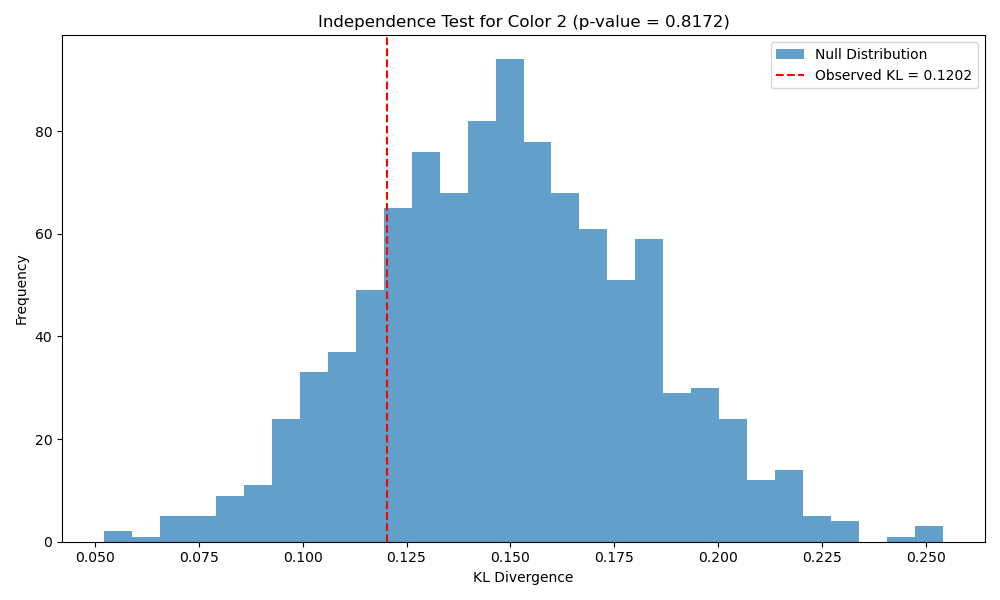 Independence Test for Color 2 (p-value = 0.8172)
Null Distribution
Observed KL = 0.1202
Frequency
80
60
40
20
0
0.050 0.075 0.100 0.125 0.150 0.175 0.200 0.225 0.250
KL Divergence